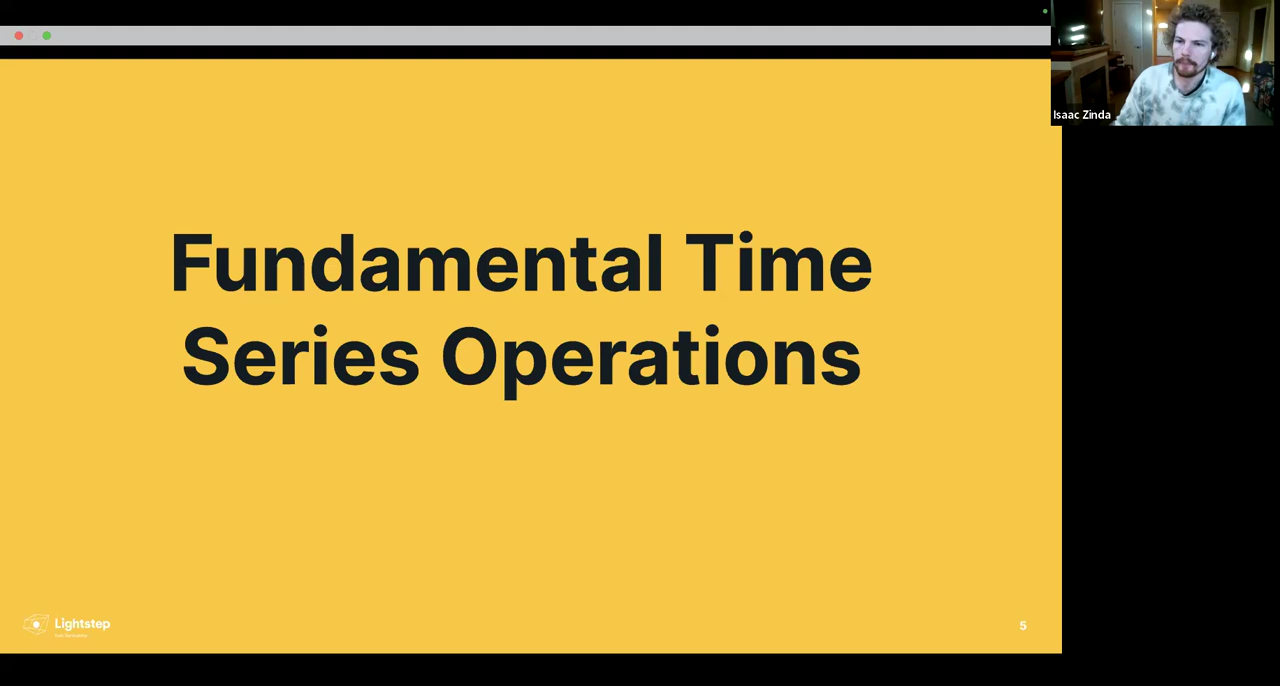 Isaac Zinda
Fundamental Time
Series Operations
Lightstep
5